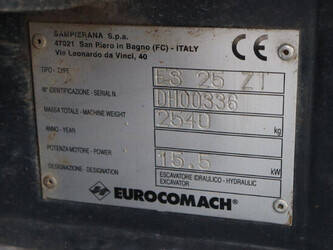 SAMPIERANA S.p.a.
47021 San Piero in Bagno (FC) - ITALY
Via Leonardo da Vinci, 40
CE
TIPO - TYPE ES 25 ZT
N° IDENTIFICAZIONE - SERIAL N. DH00336
MASSA TOTALE - MACHINE WEIGHT 2540 kg
ANNO - YEAR
POTENZA MOTORE - POWER 15.5 kW
DESIGNAZIONE - DESIGNATION ESCAVATORE IDRAULICO - HYDRAULIC
EXCAVATOR
EUROCOMACH®